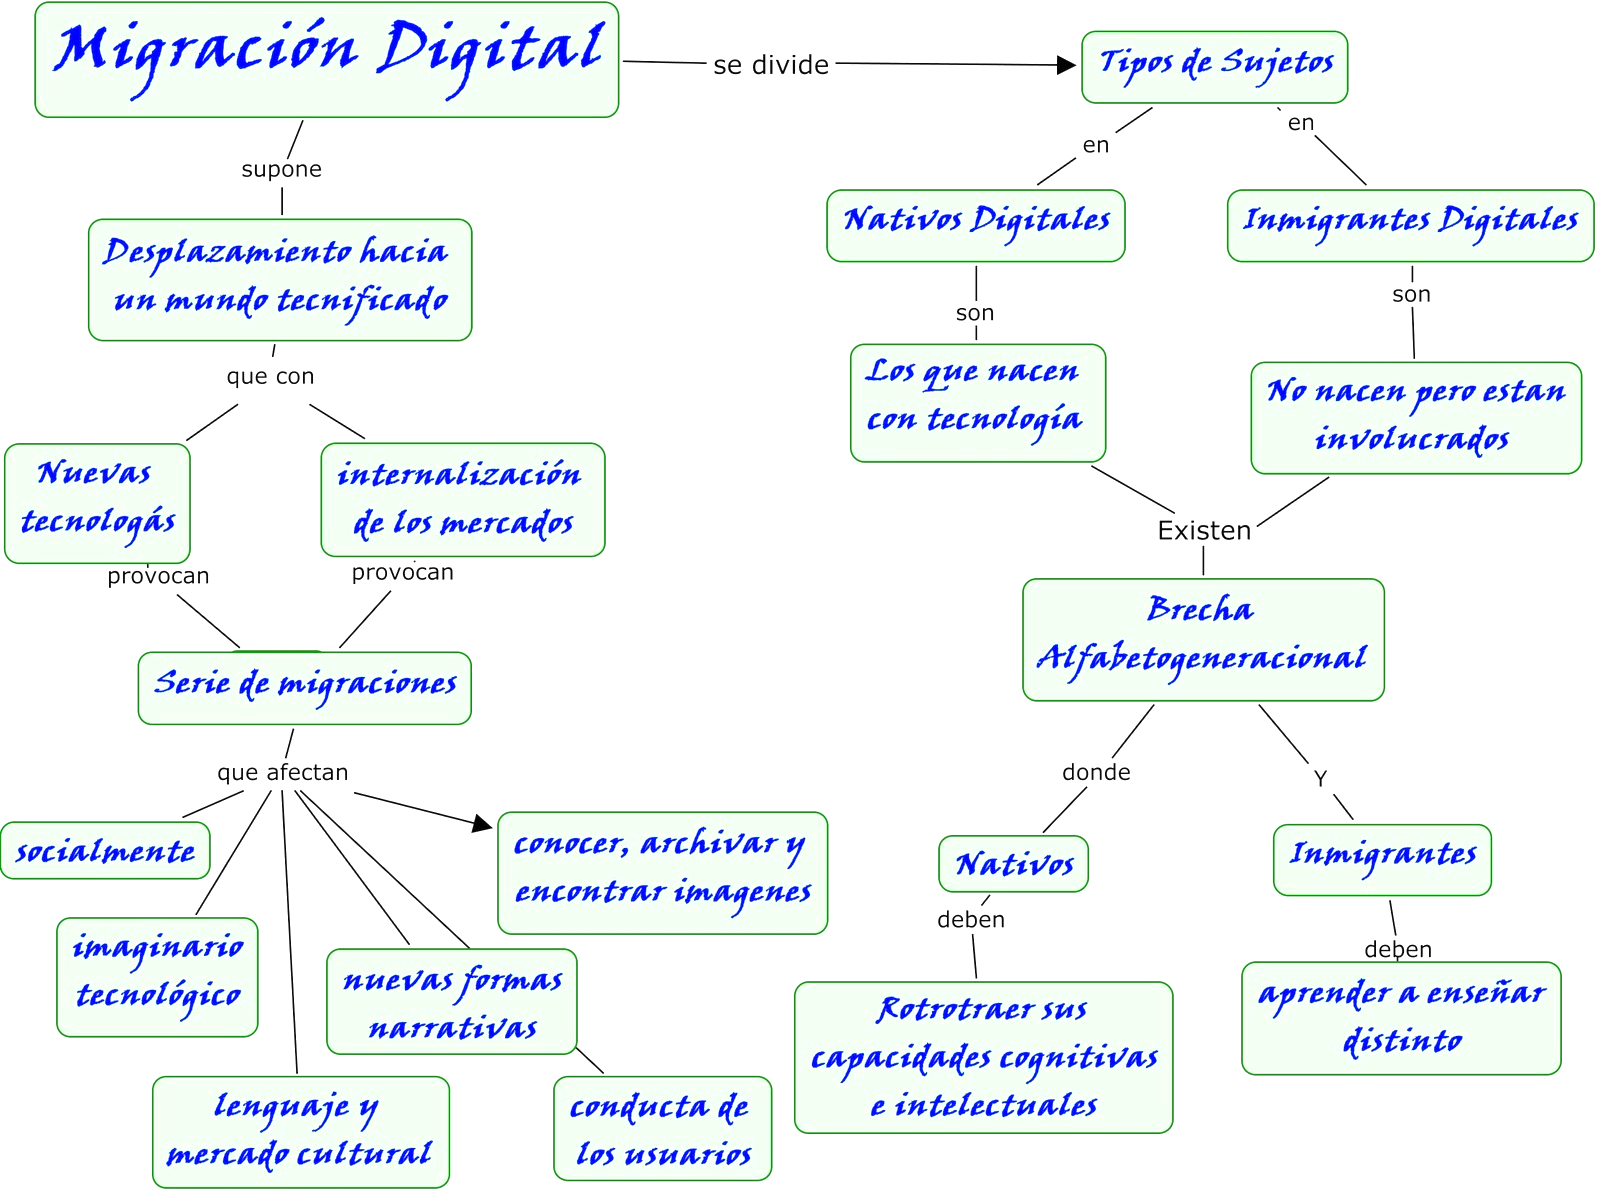 Migración Digital
se divide
Tipos de Sujetos
supone
Desplazamiento hacia
un mundo tecnificado
que con
Nuevas
tecnologás
internalización
de los mercados
provocan
provocan
Serie de migraciones
que afectan
socialmente
imaginario
tecnológico
lenguaje y
mercado cultural
nuevas formas
narrativas
conducta de
los usuarios
conocer, archivar y
encontrar imagenes
en
en
Nativos Digitales
Inmigrantes Digitales
son
son
Los que nacen
con tecnología
No nacen pero estan
involucrados
Existen
Brecha
Alfabetogeneracional
donde
Y
Nativos
Inmigrantes
deben
deben
Rotrotraer sus
capacidades cognitivas
e intelectuales
aprender a enseñar
distinto